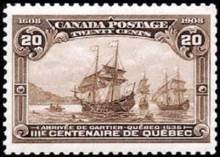 1608 CANADA POSTAGE 1908
TWENTY CENTS
20 20
ARRIVÉE DE CARTIER-QUÉBEC 1535
IIIE CENTENAIRE DE QUÉBEC